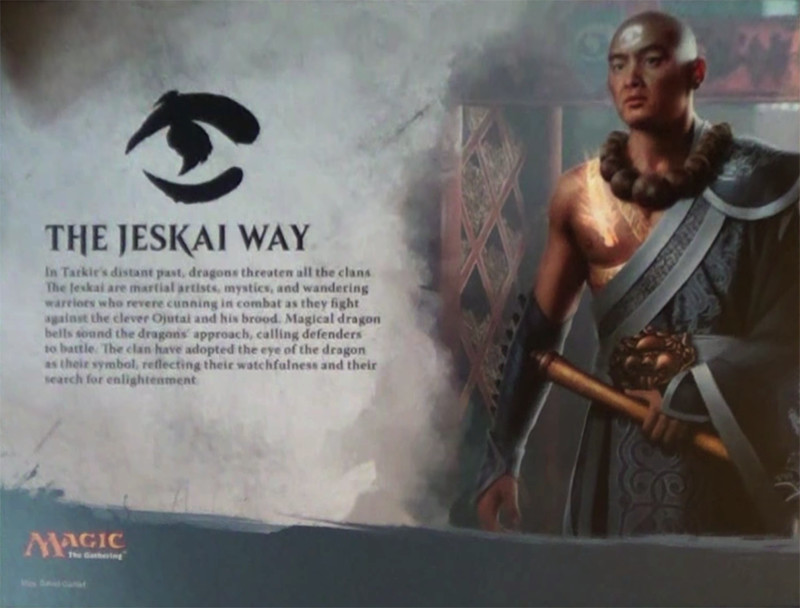 THE JESKAI WAY
In Tarkir's distant past, dragons threaten all the clans.
The Jeskai are martial artists, mystics, and wandering
warriors who revere cunning in combat as they fight
against the clever Ojutai and his brood. Magical dragon
bells sound the dragons' approach, calling defenders
to battle. The clan have adopted the eye of the dragon
as their symbol, reflecting their watchfulness and their
search for enlightenment.
MAGIC
The Gathering